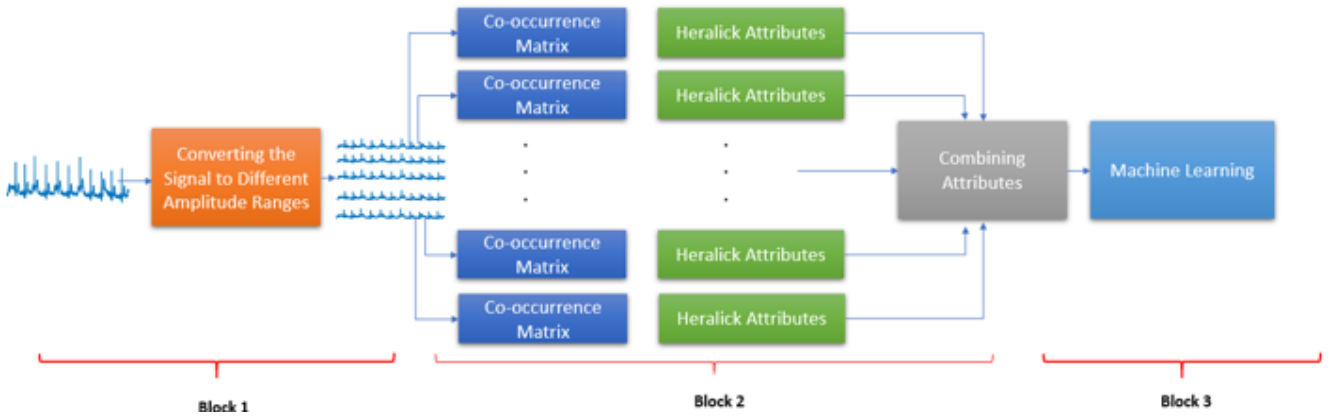 Co-occurrence
Matrix
Heralick Attributes
Co-occurrence
Matrix
Heralick Attributes
Converting the
Signal to Different
Amplitude Ranges
Combining
Attributes
Machine Learning
Co-occurrence
Matrix
Heralick Attributes
Co-occurrence
Matrix
Heralick Attributes
Block 1
Block 2
Block 3